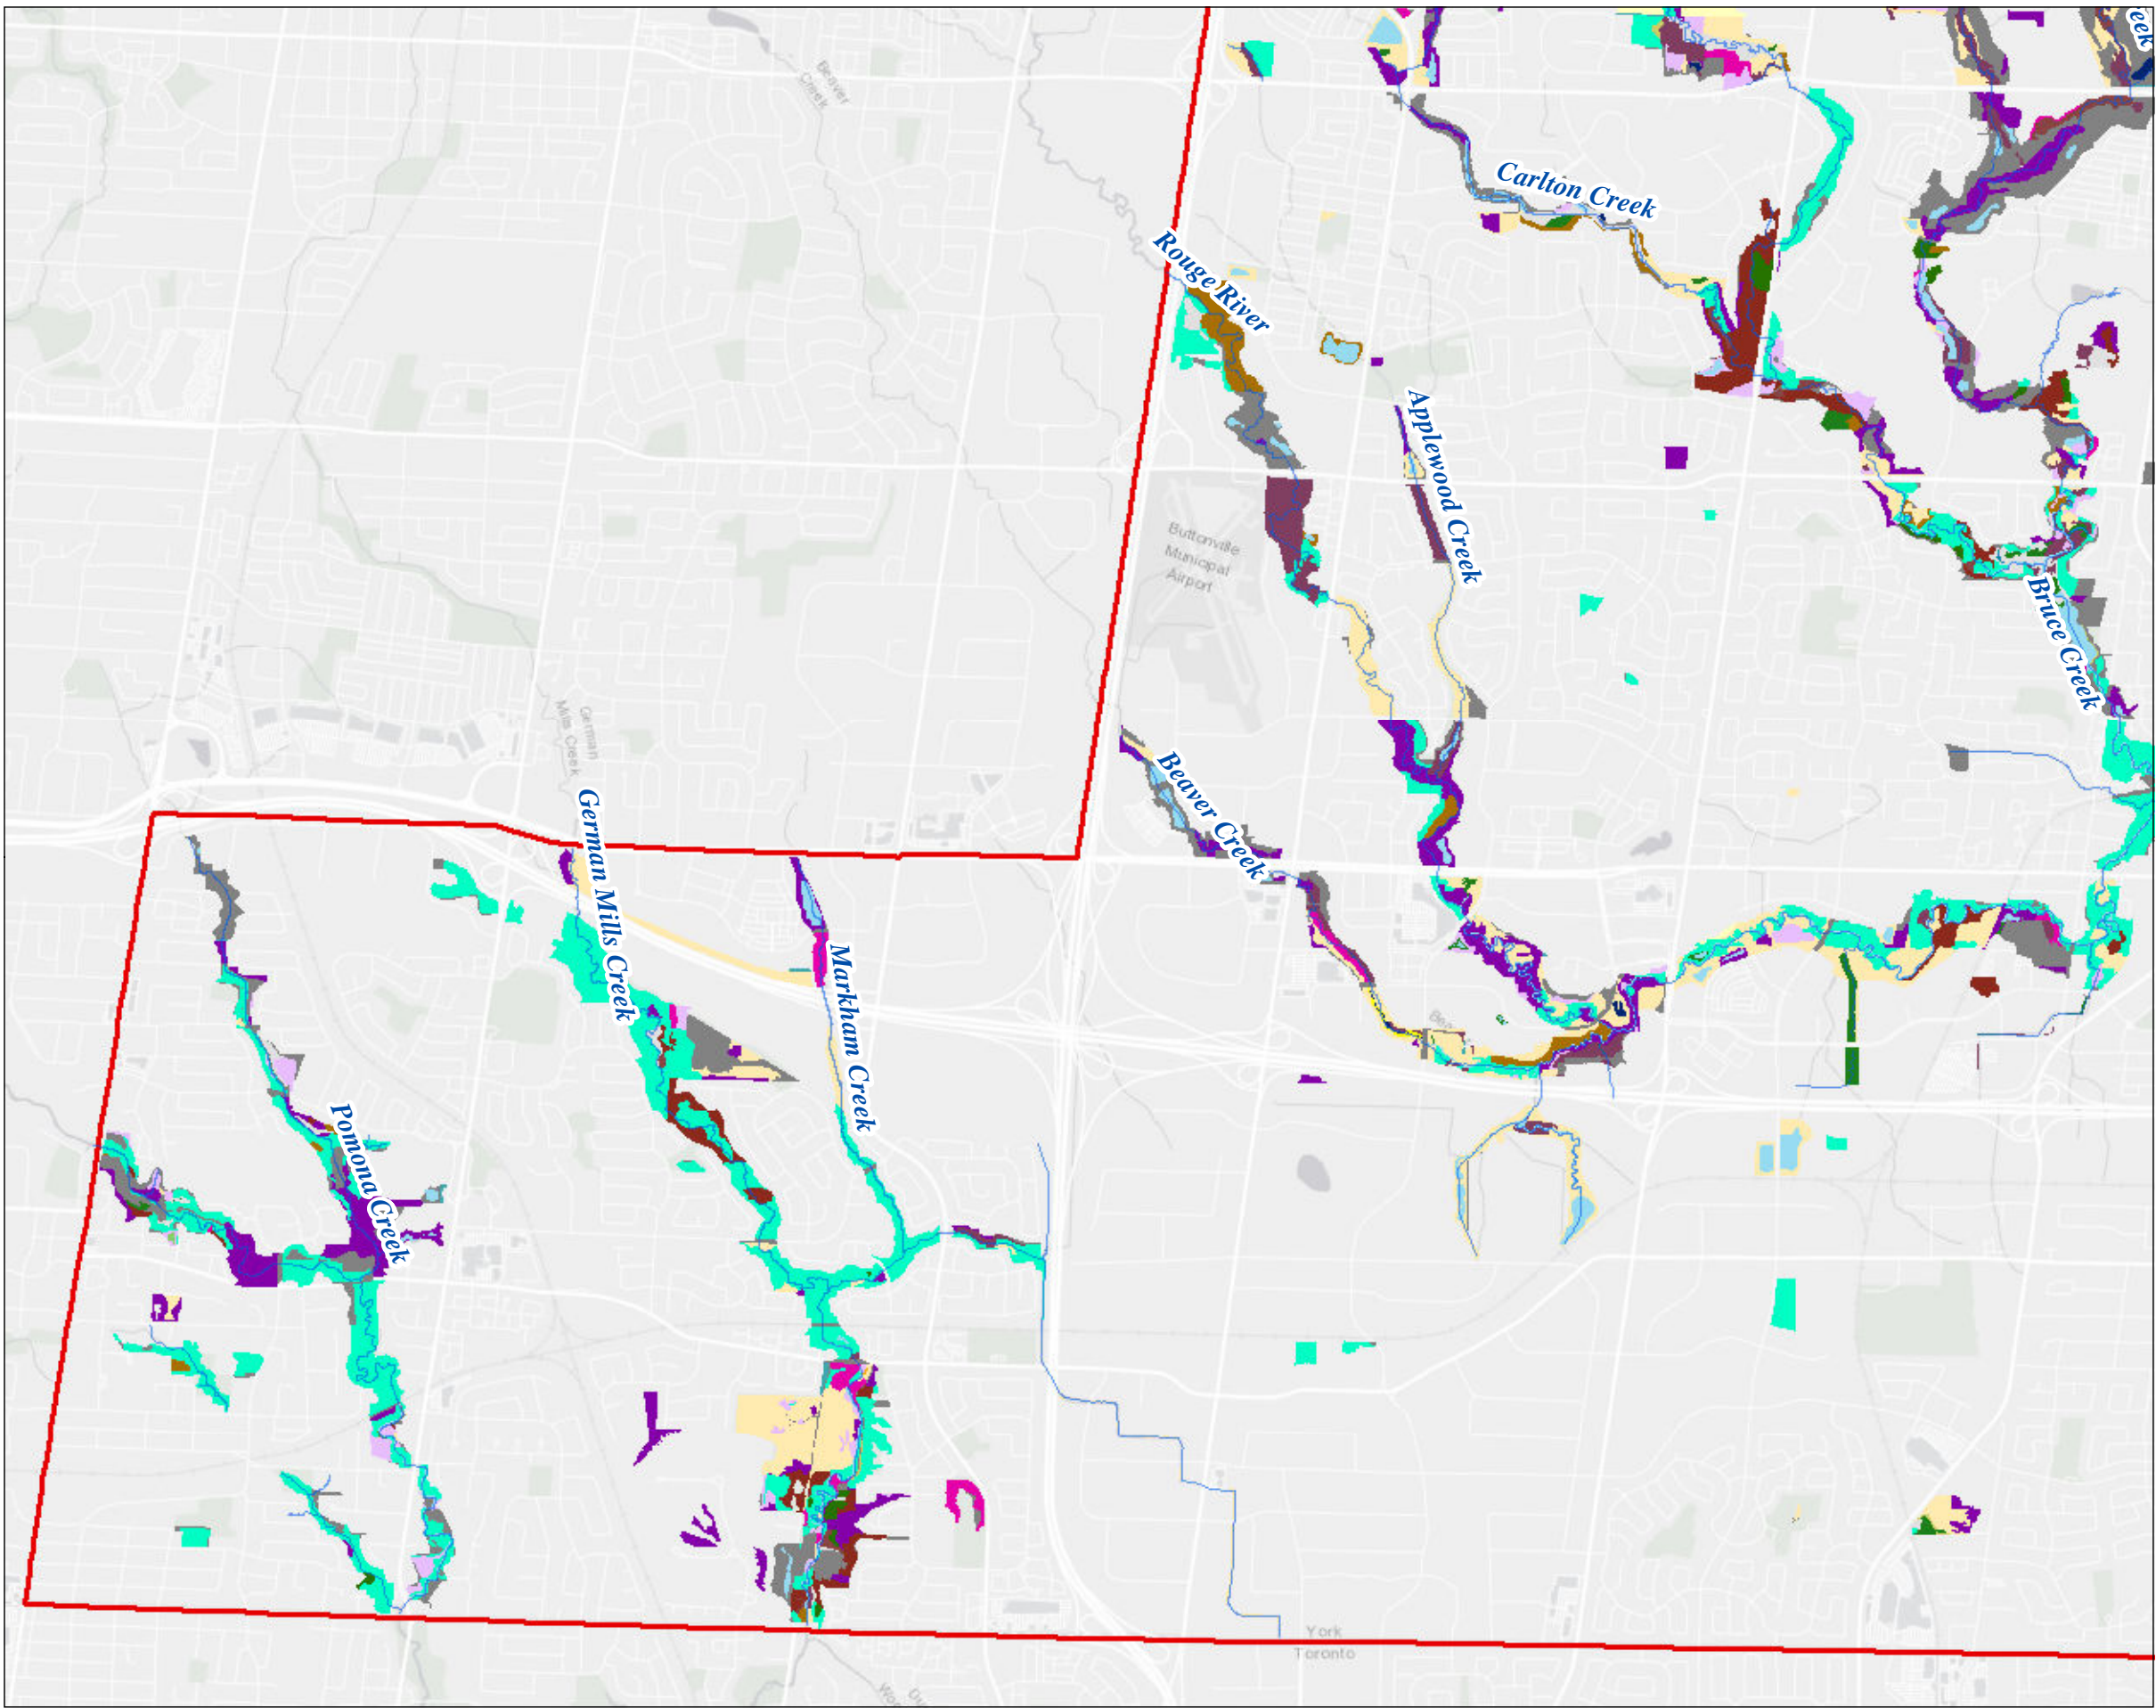 eek
Beaver
Creek
Carlton Creek
Rouge River
Applewood Creek
Buttonville
Municipal
Airport
Bruce Creek
German
Mills Creek
Beaver Creek
German Mills Creek
Markham Creek
Pomona Creek
York
Toronto